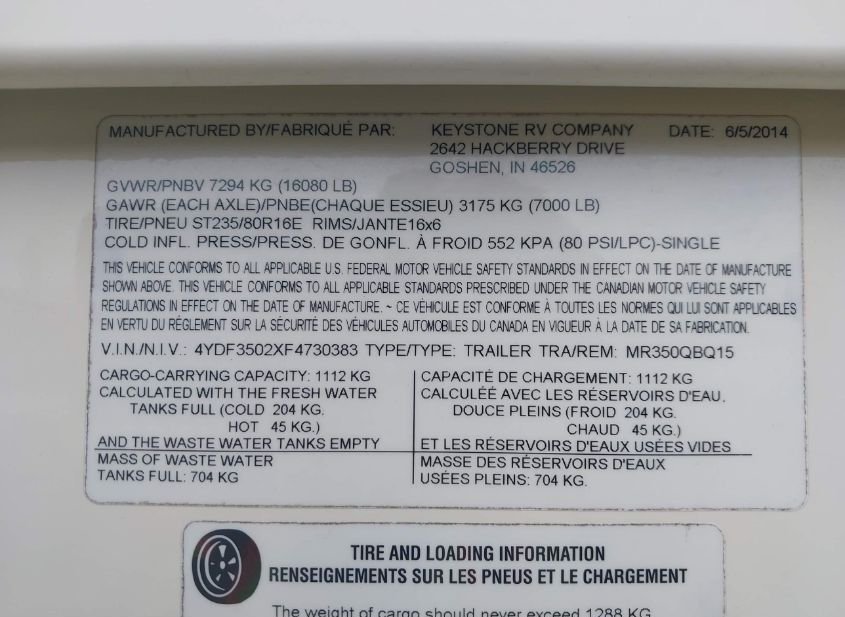 MANUFACTURED BY/FABRIQUÉ PAR: KEYSTONE RV COMPANY DATE: 6/5/2014
2642 HACKBERRY DRIVE
GOSHEN, IN 46526
GVWR/PNBV 7294 KG (16080 LB)
GAWR (EACH AXLE)/PNBE(CHAQUE ESSIEU) 3175 KG (7000 LB)
TIRE/PNEU ST235/80R16E RIMS/JANTE16x6
COLD INFL. PRESS/PRESS. DE GONFL. À FROID 552 KPA (80 PSI/LPC)-SINGLE
THIS VEHICLE CONFORMS TO ALL APPLICABLE U.S. FEDERAL MOTOR VEHICLE SAFETY STANDARDS IN EFFECT ON THE DATE OF MANUFACTURE
SHOWN ABOVE. THIS VEHICLE CONFORMS TO ALL APPLICABLE STANDARDS PRESCRIBED UNDER THE CANADIAN MOTOR VEHICLE SAFETY
REGULATIONS IN EFFECT ON THE DATE OF MANUFACTURE. ~ CE VÉHICULE EST CONFORME À TOUTES LES NORMES QUI LUI SONT APPLICABLES
EN VERTU DU RÉGLEMENT SUR LA SÉCURITÉ DES VÉHICULES AUTOMOBILES DU CANADA EN VIGUEUR À LA DATE DE SA FABRICATION.
V.I.N./N.I.V.: 4YDF3502XF4730383 TYPE/TYPE: TRAILER TRA/REM: MR350QBQ15
CARGO-CARRYING CAPACITY: 1112 KG
CALCULATED WITH THE FRESH WATER
TANKS FULL (COLD 204 KG.
HOT 45 KG.)
AND THE WASTE WATER TANKS EMPTY
MASS OF WASTE WATER
TANKS FULL: 704 KG
CAPACITÉ DE CHARGEMENT: 1112 KG
CALCULÉE AVEC LES RÉSERVOIRS D'EAU.
DOUCE PLEINS (FROID 204 KG.
CHAUD 45 KG.)
ET LES RÉSERVOIRS D'EAUX USÉES VIDES
MASSE DES RÉSERVOIRS D'EAUX
USÉES PLEINS: 704 KG.
TIRE AND LOADING INFORMATION
RENSEIGNEMENTS SUR LES PNEUS ET LE CHARGEMENT
The weight of cargo should never exceed 1288 KG